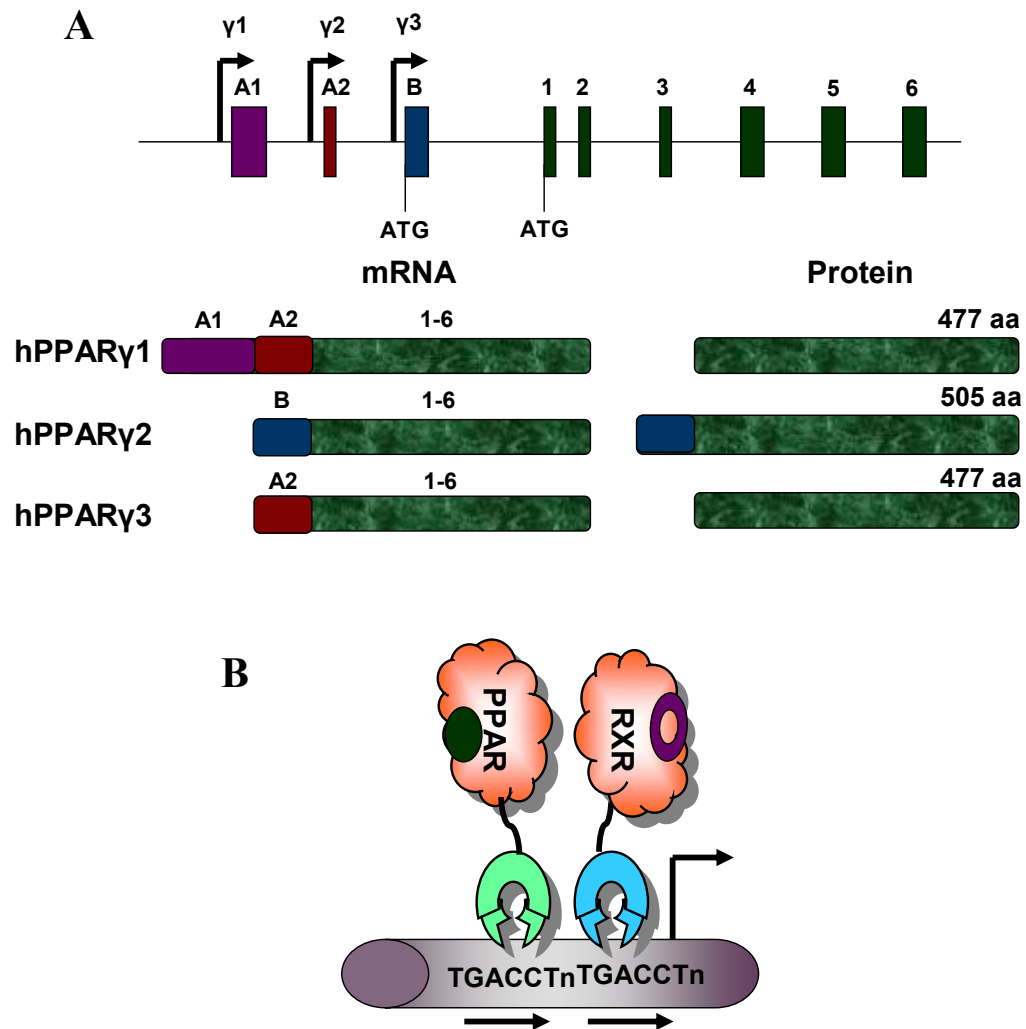 A
γ1 γ2 γ3
A1 A2 B 1 2 3 4 5 6
ATG ATG
mRNA Protein
A1 A2 1-6 477 aa
hPPARγ1
B 1-6 505 aa
hPPARγ2
A2 1-6 477 aa
hPPARγ3
B
PPAR RXR
TGACCTnTGACCTn